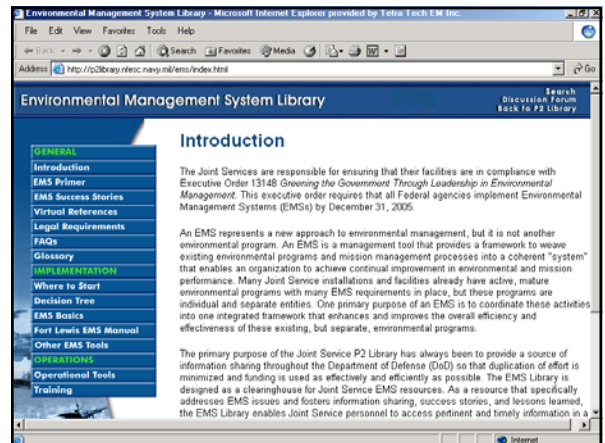 Environmental Management System Library - Microsoft Internet Explorer provided by Tetra Tech EM Inc.
File Edit View Favorites Tools Help
Back Search Favorites Media
Address http://p2library.nfesc.navy.mil/ems/index.html Go
Environmental Management System Library
Search
Discussion Forum
Back to P2 Library
GENERAL
Introduction
EMS Primer
EMS Success Stories
Virtual References
Legal Requirements
FAQs
Glossary
IMPLEMENTATION
Where to Start
Decision Tree
EMS Basics
Fort Lewis EMS Manual
Other EMS Tools
OPERATIONS
Operational Tools
Training
Introduction
The Joint Services are responsible for ensuring that their facilities are in compliance with
Executive Order 13148 Greening the Government Through Leadership in Environmental
Management. This executive order requires that all Federal agencies implement Environmental
Management Systems (EMSs) by December 31, 2005.
An EMS represents a new approach to environmental management, but it is not another
environmental program. An EMS is a management tool that provides a framework to weave
existing environmental programs and mission management processes into a coherent "system"
that enables an organization to achieve continual improvement in environmental and mission
performance. Many Joint Service installations and facilities already have active, mature
environmental programs with many EMS requirements in place, but these programs are
individual and separate entities. One primary purpose of an EMS is to coordinate these activities
into one integrated framework that enhances and improves the overall efficiency and
effectiveness of these existing, but separate, environmental programs.
The primary purpose of the Joint Service P2 Library has always been to provide a source of
information sharing throughout the Department of Defense (DoD) so that duplication of effort is
minimized and funding is used as effectively and efficiently as possible. The EMS Library is
designed as a clearinghouse for Joint Service EMS resources. As a resource that specifically
addresses EMS issues and fosters information sharing, success stories, and lessons learned,
the EMS Library enables Joint Service personnel to access pertinent and timely information in a
Internet